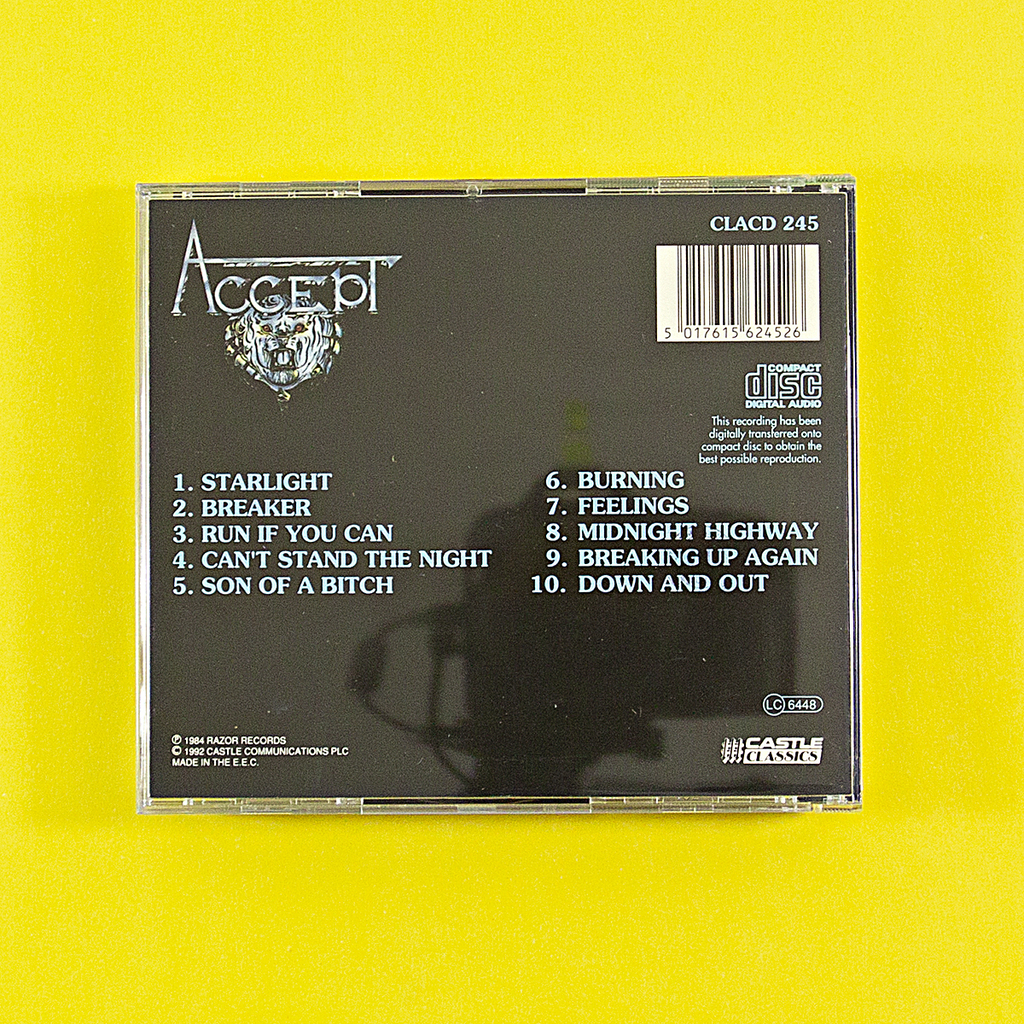 ACCEPT
CLACD 245
5 017615 624526
COMPACT
disc
DIGITAL AUDIO
This recording has been
digitally transferred onto
compact disc to obtain the
best possible reproduction.
1. STARLIGHT
2. BREAKER
3. RUN IF YOU CAN
4. CAN'T STAND THE NIGHT
5. SON OF A BITCH
6. BURNING
7. FEELINGS
8. MIDNIGHT HIGHWAY
9. BREAKING UP AGAIN
10. DOWN AND OUT
LC 6448
℗ 1984 RAZOR RECORDS
© 1992 CASTLE COMMUNICATIONS PLC
MADE IN THE E.E.C.
CASTLE
CLASSICS